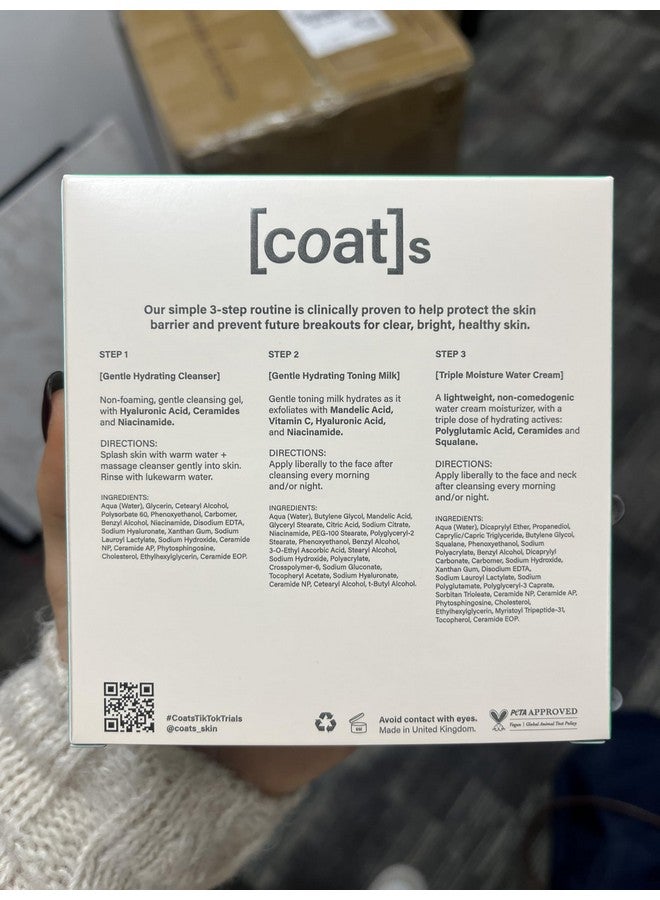 [coat]s
Our simple 3-step routine is clinically proven to help protect the skin
barrier and prevent future breakouts for clear, bright, healthy skin.
STEP 1
[Gentle Hydrating Cleanser]
Non-foaming, gentle cleansing gel,
with Hyaluronic Acid, Ceramides
and Niacinamide.
DIRECTIONS:
Splash skin with warm water +
massage cleanser gently into skin.
Rinse with lukewarm water.
INGREDIENTS:
Aqua (Water), Glycerin, Cetearyl Alcohol,
Polysorbate 60, Phenoxyethanol, Carbomer,
Benzyl Alcohol, Niacinamide, Disodium EDTA,
Sodium Hyaluronate, Xanthan Gum, Sodium
Lauroyl Lactylate, Sodium Hydroxide, Ceramide
NP, Ceramide AP, Phytosphingosine,
Cholesterol, Ethylhexylglycerin, Ceramide EOP.
STEP 2
[Gentle Hydrating Toning Milk]
Gentle toning milk hydrates as it
exfoliates with Mandelic Acid,
Vitamin C, Hyaluronic Acid,
and Niacinamide.
DIRECTIONS:
Apply liberally to the face after
cleansing every morning
and/or night.
INGREDIENTS:
Aqua (Water), Butylene Glycol, Mandelic Acid,
Glyceryl Stearate, Citric Acid, Sodium Citrate,
Niacinamide, PEG-100 Stearate, Polyglyceryl-2
Stearate, Phenoxyethanol, Benzyl Alcohol,
3-O-Ethyl Ascorbic Acid, Stearyl Alcohol,
Sodium Hydroxide, Polyacrylate
Crosspolymer-6, Sodium Gluconate,
Tocopheryl Acetate, Sodium Hyaluronate,
Ceramide NP, Cetearyl Alcohol, t-Butyl Alcohol.
STEP 3
[Triple Moisture Water Cream]
A lightweight, non-comedogenic
water cream moisturizer, with a
triple dose of hydrating actives:
Polyglutamic Acid, Ceramides and
Squalane.
DIRECTIONS:
Apply liberally to the face and neck
after cleansing every morning
and/or night.
INGREDIENTS:
Aqua (Water), Dicaprylyl Ether, Propanediol,
Caprylic/Capric Triglyceride, Butylene Glycol,
Squalane, Phenoxyethanol, Sodium
Polyacrylate, Benzyl Alcohol, Dicaprylyl
Carbonate, Carbomer, Sodium Hydroxide,
Xanthan Gum, Disodium EDTA,
Sodium Lauroyl Lactylate, Sodium
Polyglutamate, Polyglyceryl-3 Caprate,
Sorbitan Trioleate, Ceramide NP, Ceramide AP,
Phytosphingosine, Cholesterol,
Ethylhexylglycerin, Myristoyl Tripeptide-31,
Tocopherol, Ceramide EOP.
#CoatsTikTokTrials
@coats_skin
6M
Avoid contact with eyes.
Made in United Kingdom.
PETA APPROVED
Vegan | Global Animal Test Policy